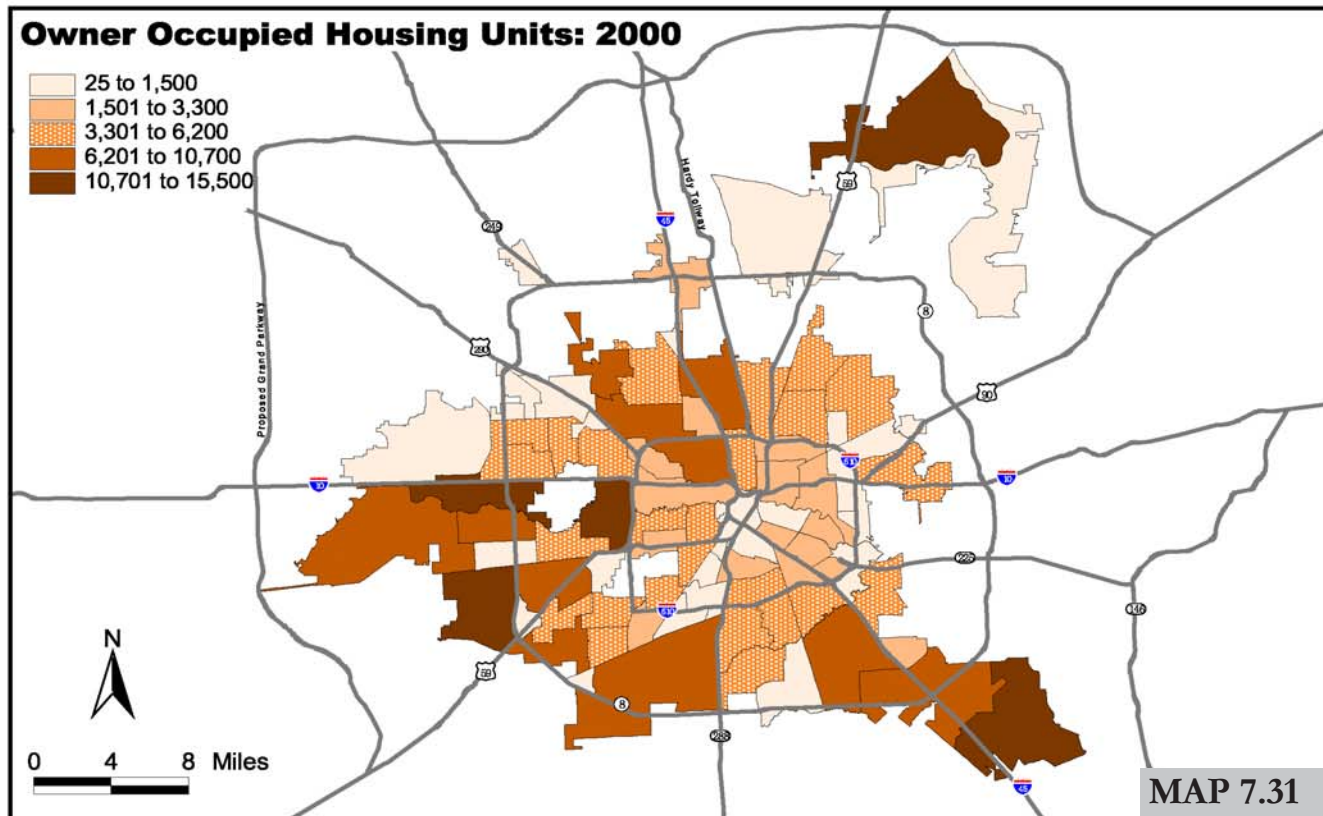 Owner Occupied Housing Units: 2000
25 to 1,500
1,501 to 3,300
3,301 to 6,200
6,201 to 10,700
10,701 to 15,500
Hardy Tollway
59
45
249
8
290
Proposed Grand Parkway
90
610
10
10
225
146
610
59
8
288
45
N
0 4 8 Miles
MAP 7.31